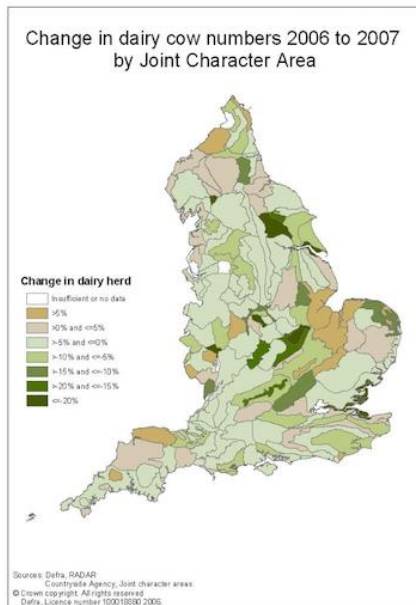 Change in dairy cow numbers 2006 to 2007
by Joint Character Area
Change in dairy herd
Insufficient or no data
>5%
>0% and <=5%
>-5% and <=0%
>-10% and <=-5%
>-15% and <=-10%
>-20% and <=-15%
<=-20%
Sources: Defra, RADAR
Countryside Agency, Joint character areas
© Crown copyright. All rights reserved
Defra, Licence number 100018880 2006.